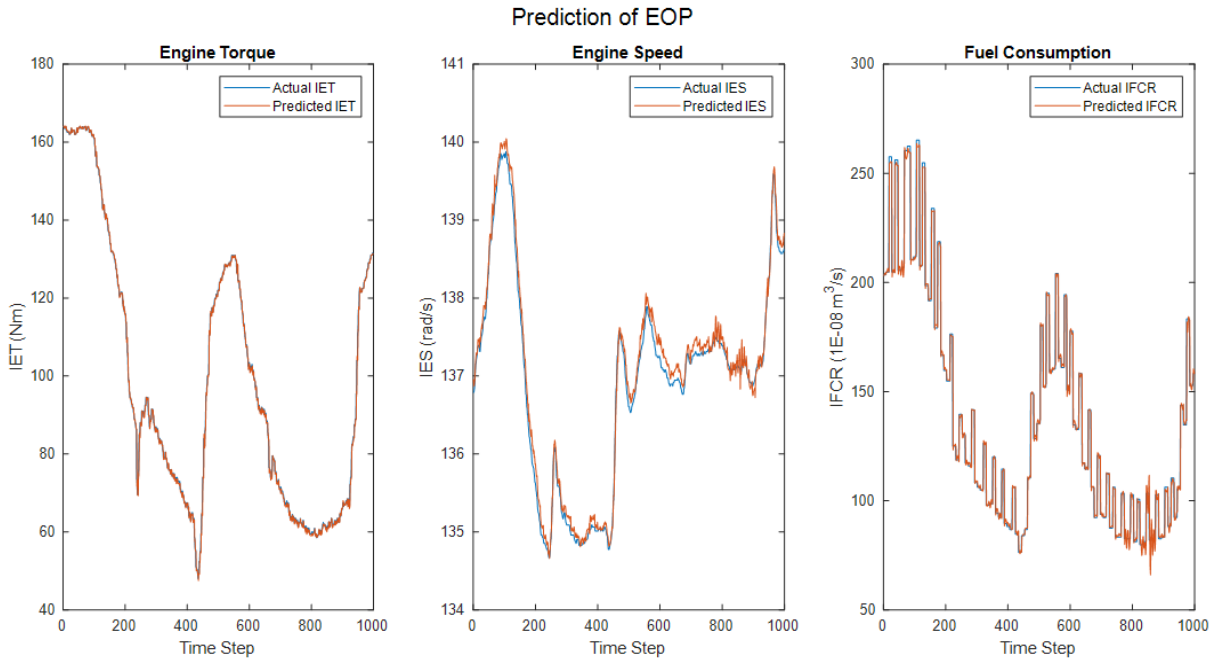 Prediction of EOP
Engine Torque
180
160
140
120
100
80
60
40
0
200
400
600
800
1000
IET (Nm)
Time Step
Actual IET
Predicted IET
Engine Speed
141
140
139
138
137
136
135
134
0
200
400
600
800
1000
IES (rad/s)
Time Step
Actual IES
Predicted IES
Fuel Consumption
300
250
200
150
100
50
0
200
400
600
800
1000
IFCR (1E-08 m³/s)
Time Step
Actual IFCR
Predicted IFCR